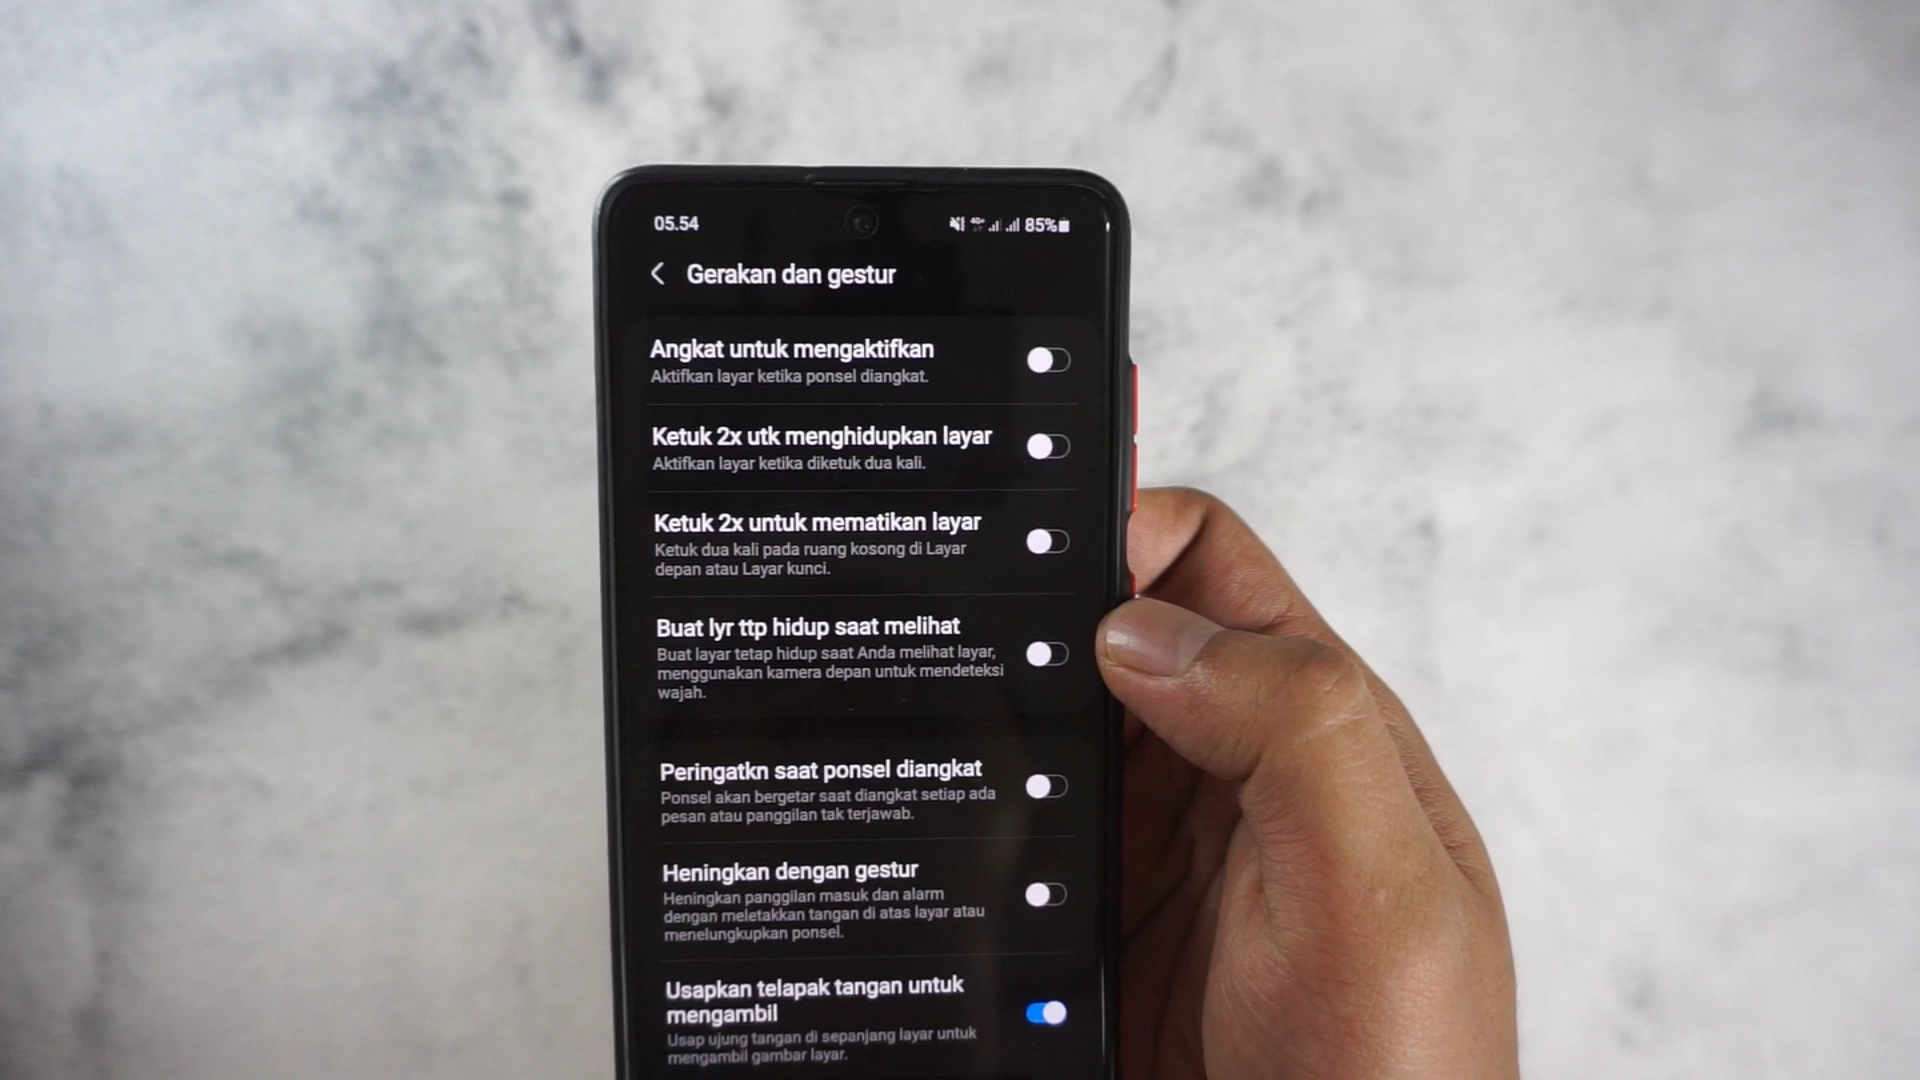 05.54
85%
Gerakan dan gestur
Angkat untuk mengaktifkan
Aktifkan layar ketika ponsel diangkat.
Ketuk 2x utk menghidupkan layar
Aktifkan layar ketika diketuk dua kali.
Ketuk 2x untuk mematikan layar
Ketuk dua kali pada ruang kosong di Layar
depan atau Layar kunci.
Buat lyr ttp hidup saat melihat
Buat layar tetap hidup saat Anda melihat layar,
menggunakan kamera depan untuk mendeteksi
wajah.
Peringatkn saat ponsel diangkat
Ponsel akan bergetar saat diangkat setiap ada
pesan atau panggilan tak terjawab.
Heningkan dengan gestur
Heningkan panggilan masuk dan alarm
dengan meletakkan tangan di atas layar atau
menelungkupkan ponsel.
Usapkan telapak tangan untuk
mengambil
Usap ujung tangan di sepanjang layar untuk
mengambil gambar layar.